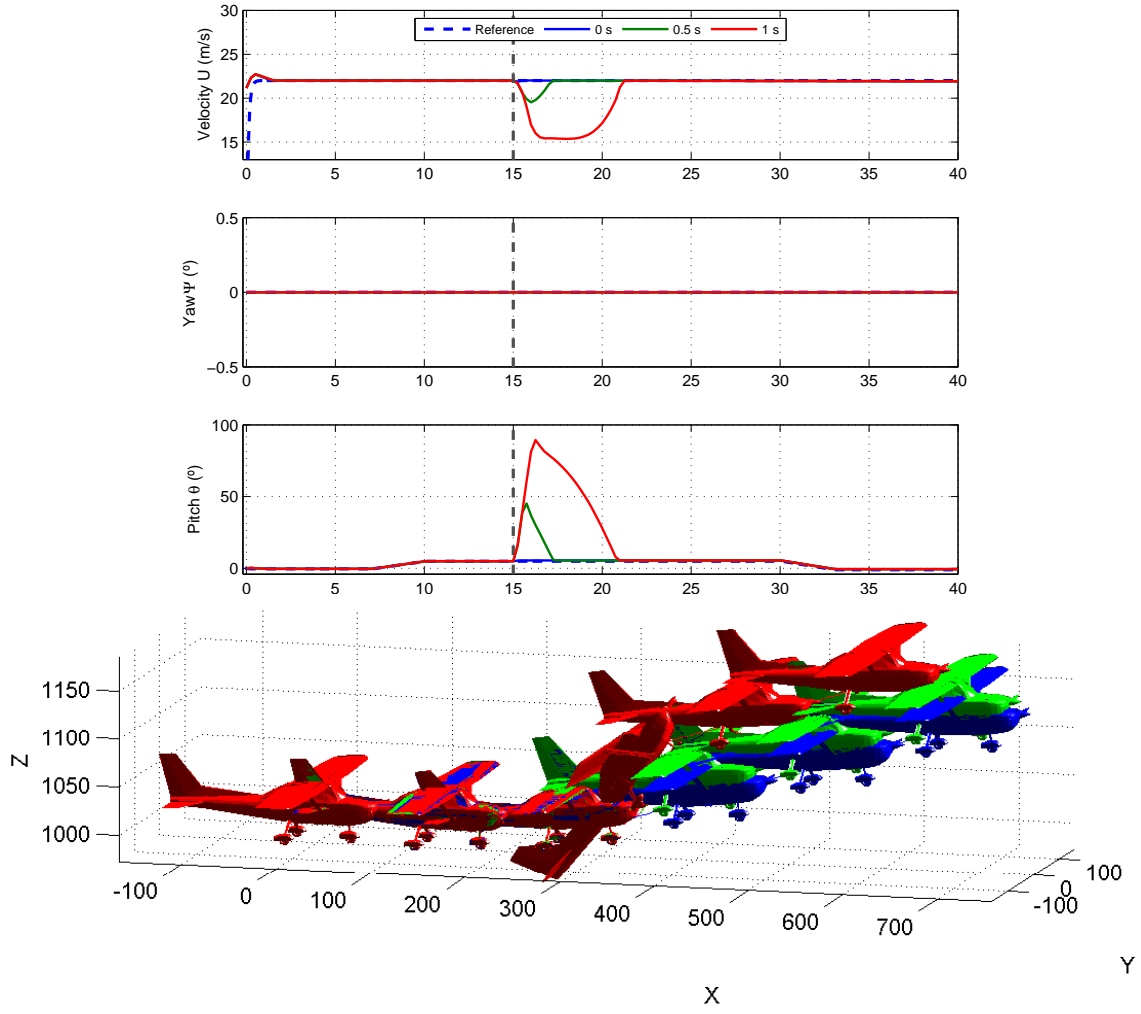 Velocity U (m/s)
30
25
20
15
Reference 0 s 0.5 s 1 s
0 5 10 15 20 25 30 35 40
Yaw Ψ (º)
0.5
0
−0.5
0 5 10 15 20 25 30 35 40
Pitch θ (º)
100
50
0
0 5 10 15 20 25 30 35 40
Z
1150
1100
1050
1000
-100 0 100 200 300 400 500 600 700
100
0
-100
Y
X